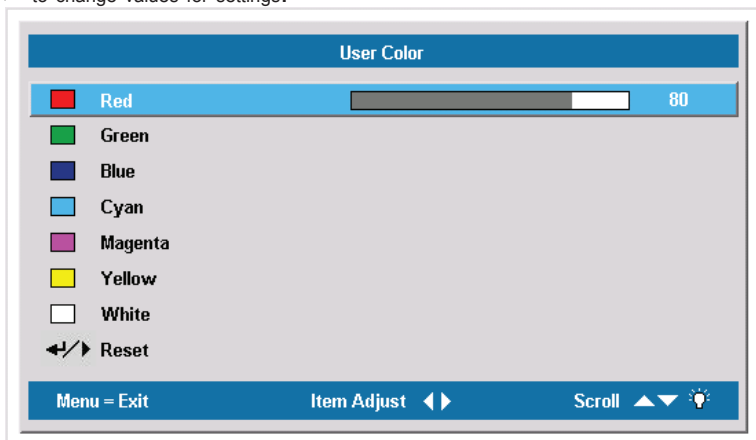 to change values for settings.
User Color
Red 80
Green
Blue
Cyan
Magenta
Yellow
White
Reset
Menu = Exit Item Adjust Scroll